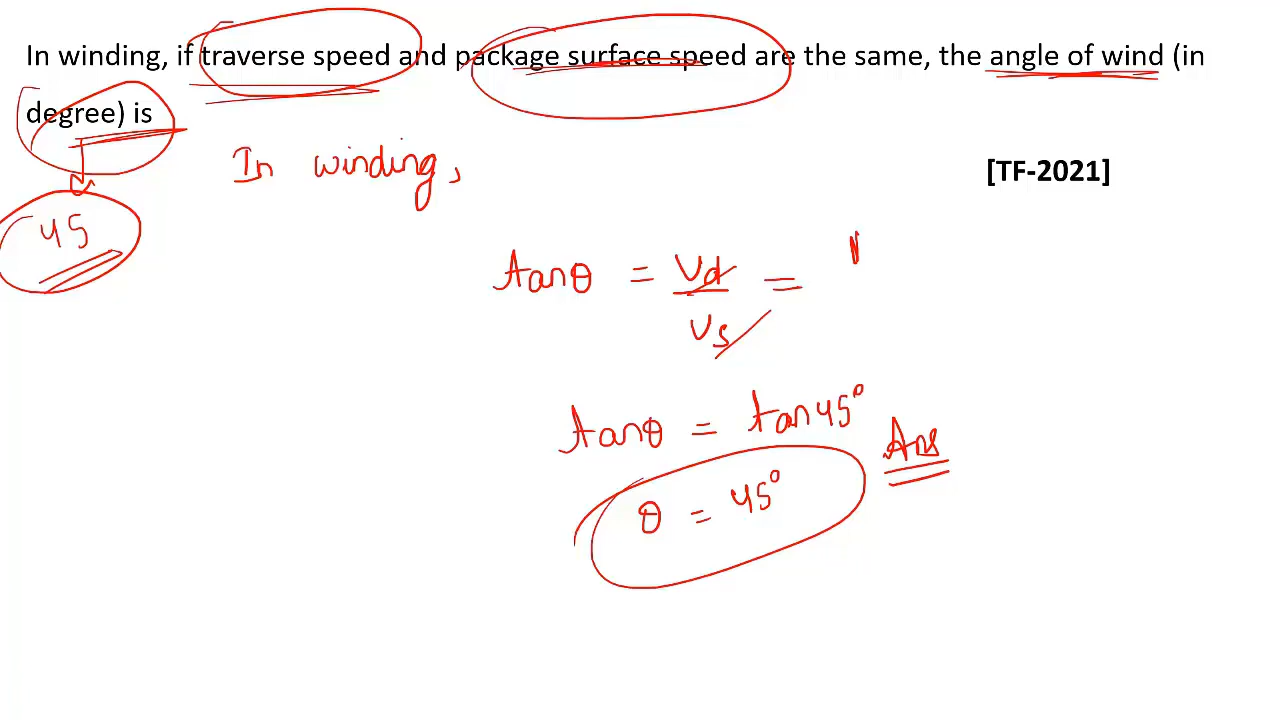 In winding, if traverse speed and package surface speed are the same, the angle of wind (in
degree) is
In winding,
[TF-2021]
45
tanθ = Vd/Vs = 1
tanθ = tan45°
Ans
θ = 45°